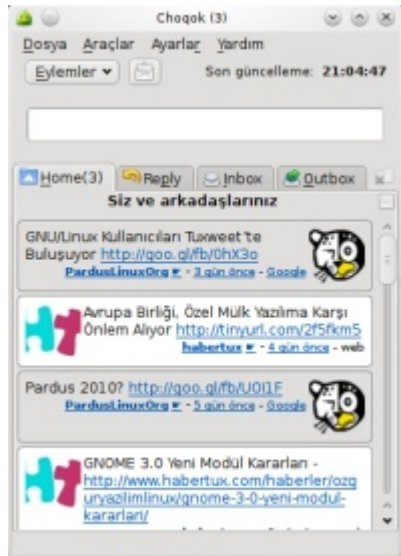 Choqok (3)
Dosya Araçlar Ayarlar Yardım
Eylemler Son güncelleme: 21:04:47
Home(3) Reply Inbox Outbox
Siz ve arkadaşlarınız
GNU/Linux Kullanıcıları Tuxweet'te
Buluşuyor http://goo.gl/fb/0hX3o
PardusLinuxOrg - 3 gün önce - Google
Avrupa Birliği, Özel Mülk Yazılıma Karşı
Önlem Alıyor http://tinyurl.com/2f5fkm5
habertux - 4 gün önce - web
Pardus 2010? http://goo.gl/fb/U0I1F
PardusLinuxOrg - 5 gün önce - Google
GNOME 3.0 Yeni Modül Kararları -
http://www.habertux.com/haberler/ozg
uryazilimlinux/gnome-3-0-yeni-modul-
kararlari/